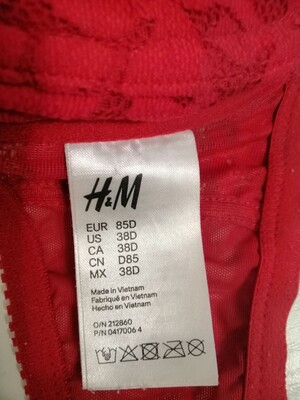 H&M
EUR 85D
US 38D
CA 38D
CN D85
MX 38D
Made in Vietnam
Fabriqué en Vietnam
Hecho en Vietnam
O/N 212860
P/N 0417006 4